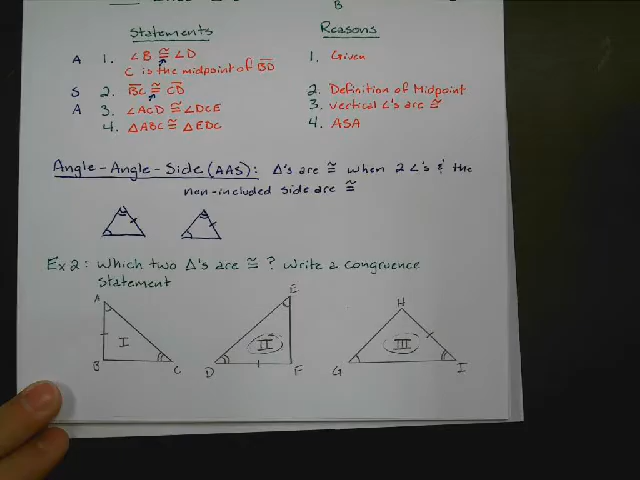 B
Statements Reasons
A 1. ∠B ≅ ∠D 1. Given
C is the midpoint of BD
S 2. BC ≅ CD 2. Definition of Midpoint
A 3. ∠ACD ≅ ∠DCE 3. vertical ∠'s are ≅
4. △ABC ≅ △EDC 4. ASA
Angle-Angle-Side (AAS): △'s are ≅ when 2 ∠'s & the
non-included side are ≅
Ex 2: Which two △'s are ≅? Write a congruence
statement
A E H
I II III
B C D F G I